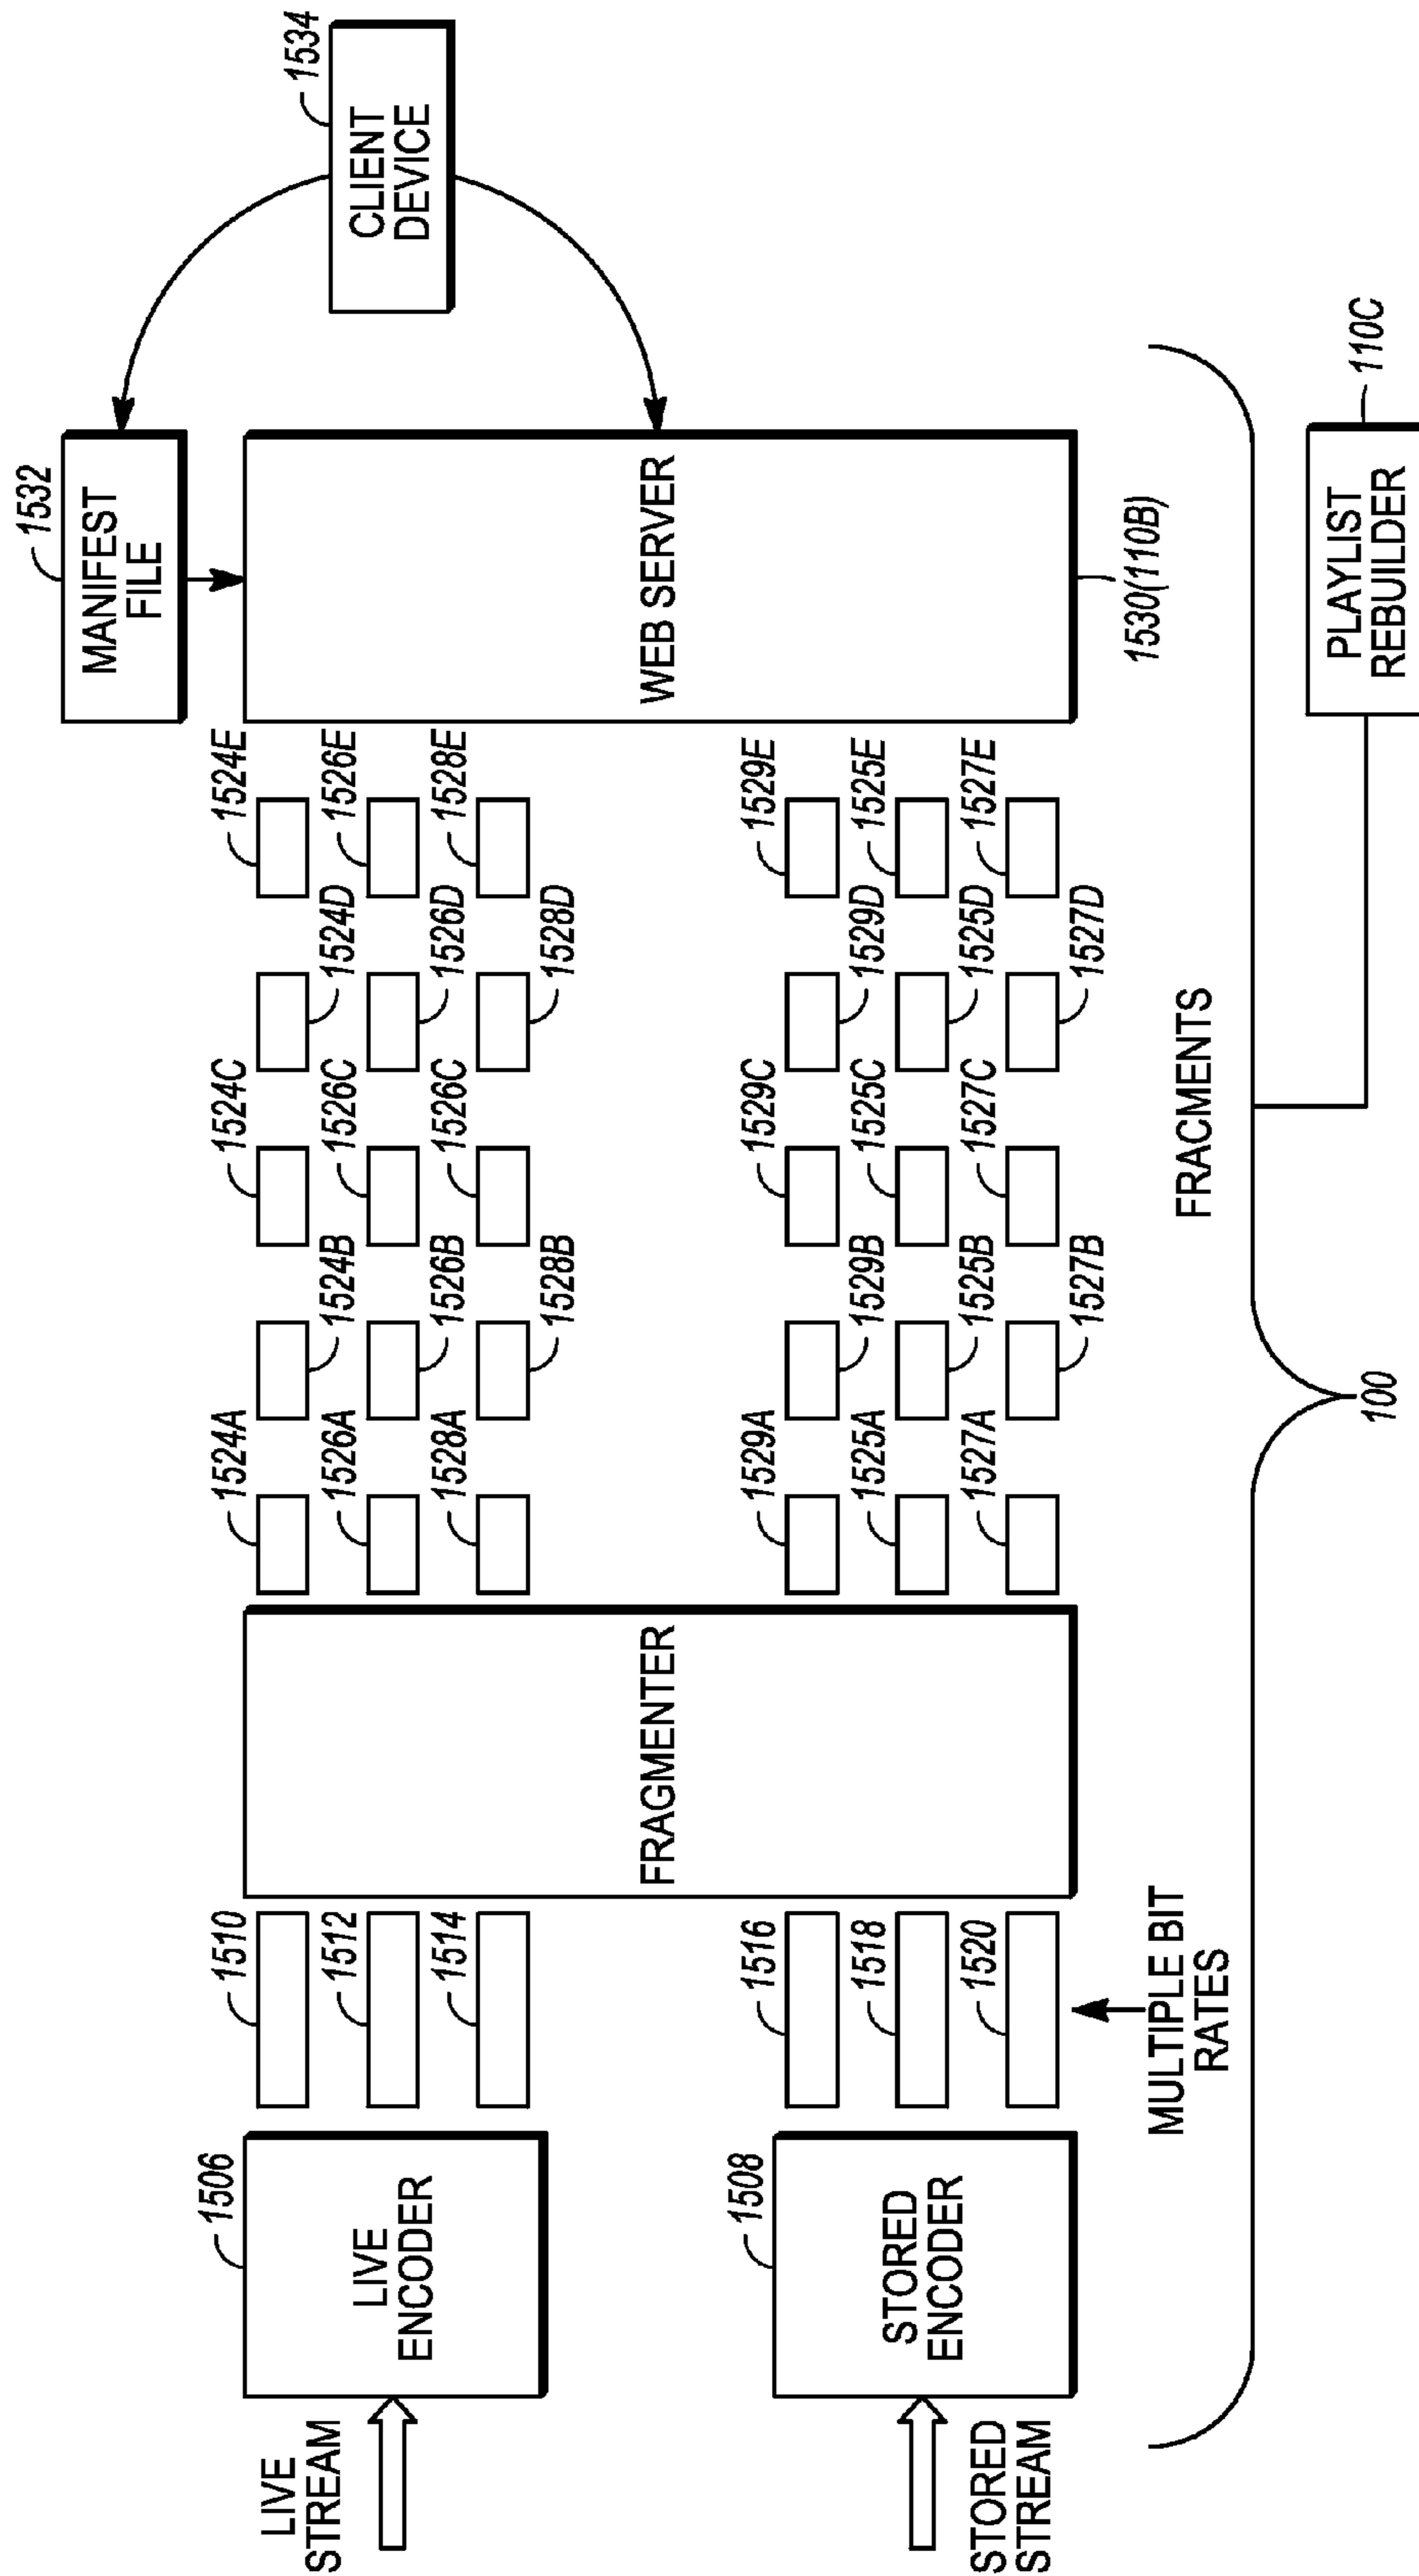 1532
MANIFEST
FILE
1534
CLIENT
DEVICE
LIVE
STREAM
1506
LIVE
ENCODER
1510
1512
1514
STORED
STREAM
1508
STORED
ENCODER
1516
1518
1520
MULTIPLE BIT
RATES
FRAGMENTER
1524A
1524B
1524C
1524D
1524E
1526A
1526B
1526C
1526D
1526E
1528A
1528B
1526C
1528D
1528E
1529A
1529B
1529C
1529D
1529E
1525A
1525B
1525C
1525D
1525E
1527A
1527B
1527C
1527D
1527E
FRACMENTS
WEB SERVER
1530(110B)
100
PLAYLIST
REBUILDER
110C